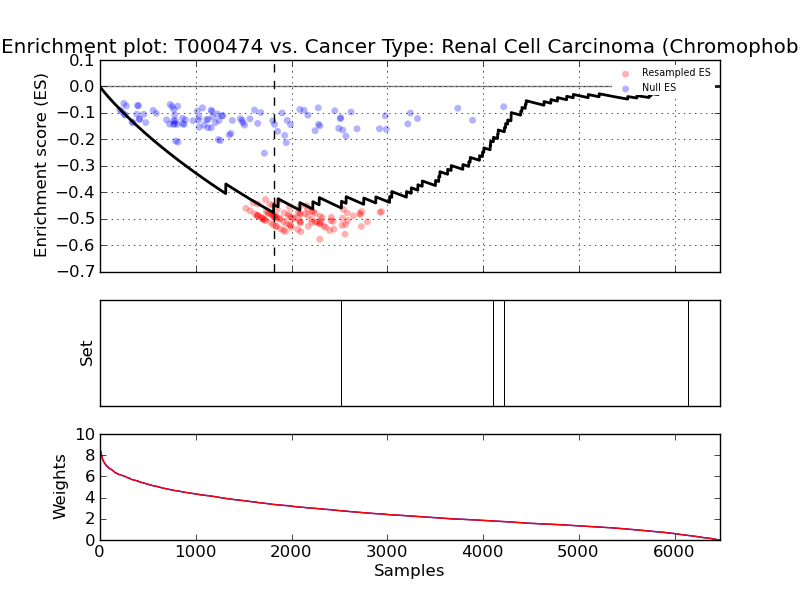 Enrichment plot: T000474 vs. Cancer Type: Renal Cell Carcinoma (Chromophob
0.1
0.0
−0.1
−0.2
−0.3
−0.4
−0.5
−0.6
−0.7
Enrichment score (ES)
Resampled ES
Null ES
Set
10
8
6
4
2
0
Weights
0 1000 2000 3000 4000 5000 6000
Samples